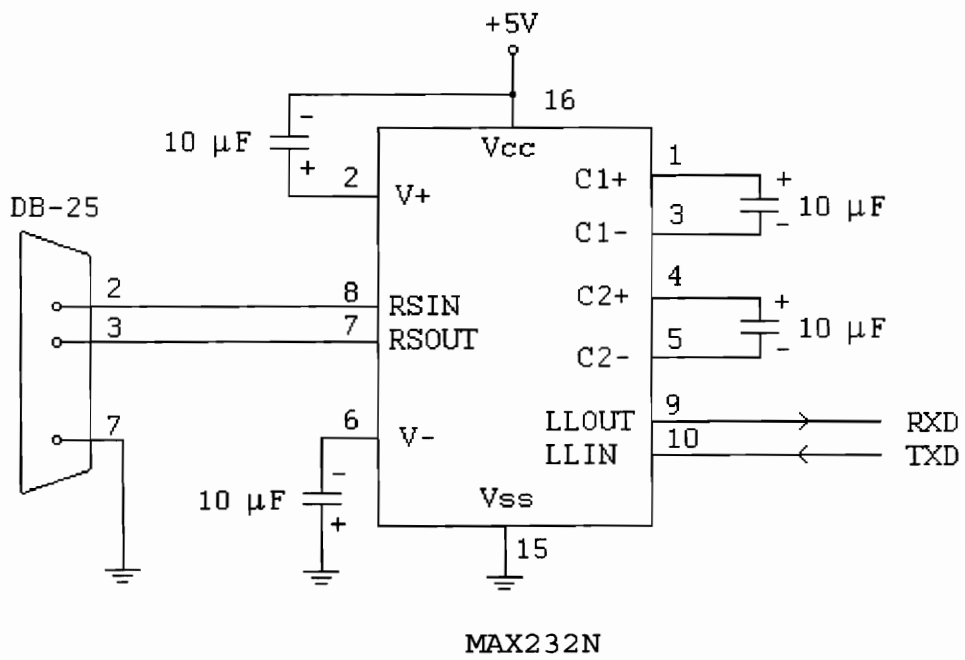 +5V
16
-
10 µF
+
Vcc
2
V+
1
C1+
+
10 µF
3
-
C1-
DB-25
2
8
RSIN
3
7
RSOUT
4
C2+
+
10 µF
5
-
C2-
7
6
V-
9
LLOUT
RXD
10
LLIN
TXD
-
10 µF
+
Vss
15
MAX232N